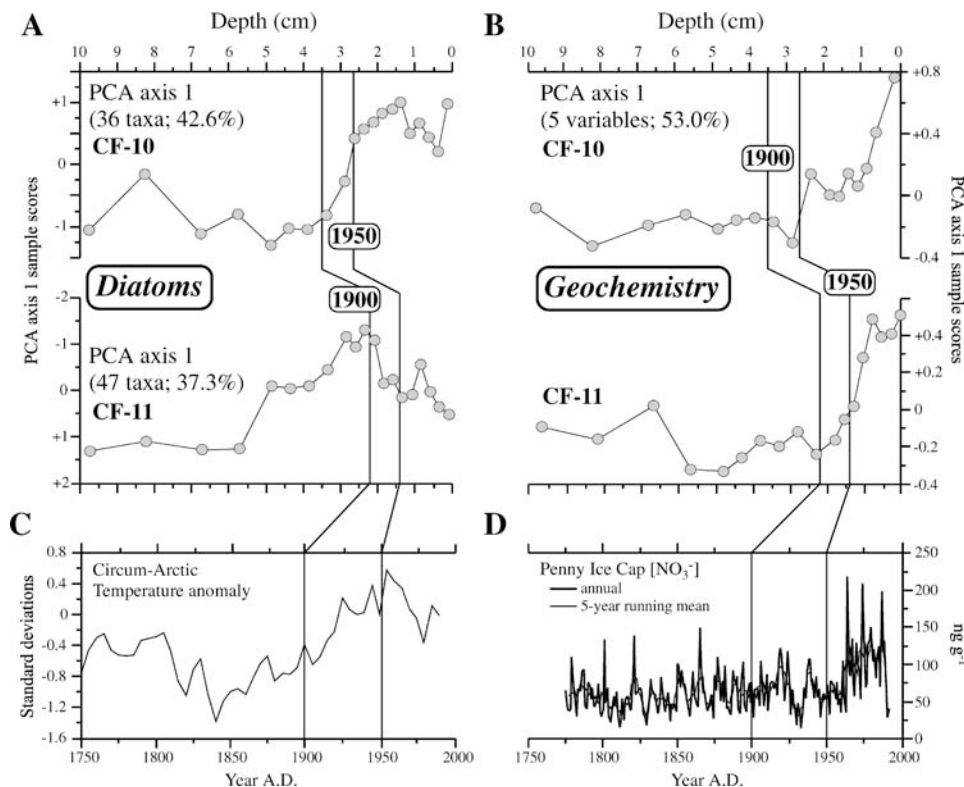 A
Depth (cm)
10 9 8 7 6 5 4 3 2 1 0
+1
0
-1
PCA axis 1
(36 taxa; 42.6%)
CF-10
1950
Diatoms
1900
-2
-1
0
+1
+2
PCA axis 1
(47 taxa; 37.3%)
CF-11
PCA axis 1 sample scores
B
Depth (cm)
10 9 8 7 6 5 4 3 2 1 0
PCA axis 1
(5 variables; 53.0%)
CF-10
1900
+0.8
+0.4
0
-0.4
1950
Geochemistry
CF-11
+0.4
+0.2
0
-0.2
-0.4
PCA axis 1 sample scores
C
0.8
0.4
0
-0.4
-0.8
-1.2
-1.6
Standard deviations
Circum-Arctic
Temperature anomaly
1750 1800 1850 1900 1950 2000
Year A.D.
D
Penny Ice Cap [NO₃⁻]
annual
5-year running mean
250
200
150
100
50
0
ng g⁻¹
1750 1800 1850 1900 1950 2000
Year A.D.